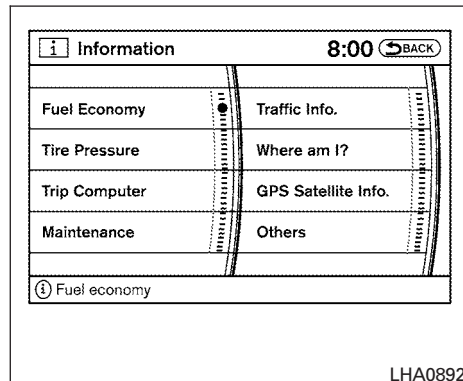 i Information 8:00 BACK
Fuel Economy Traffic Info.
Tire Pressure Where am I?
Trip Computer GPS Satellite Info.
Maintenance Others
i Fuel economy
LHA0892